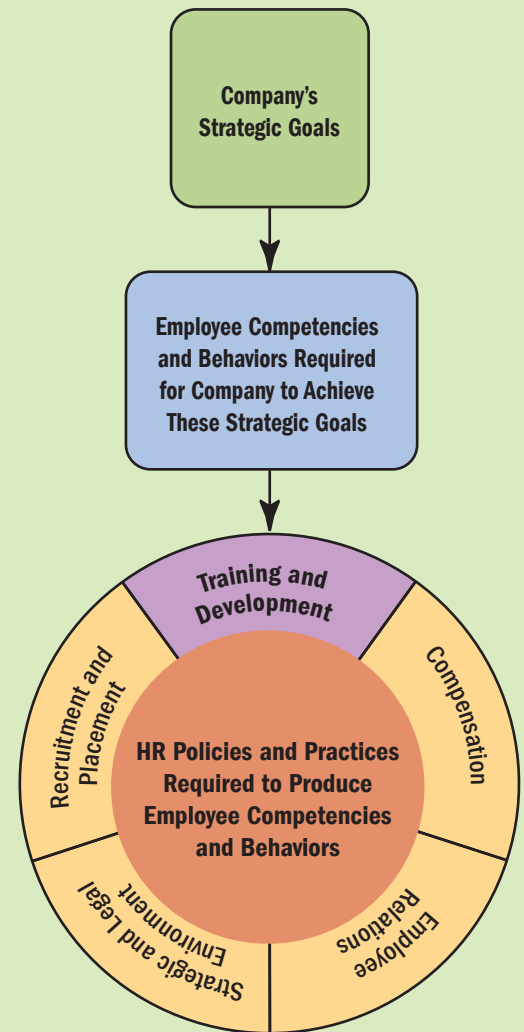 Company’s
Strategic Goals
Employee Competencies
and Behaviors Required
for Company to Achieve
These Strategic Goals
Training and
Development
Recruitment and
Placement
Compensation
HR Policies and Practices
Required to Produce
Employee Competencies
and Behaviors
Strategic and Legal
Environment
Employee
Relations